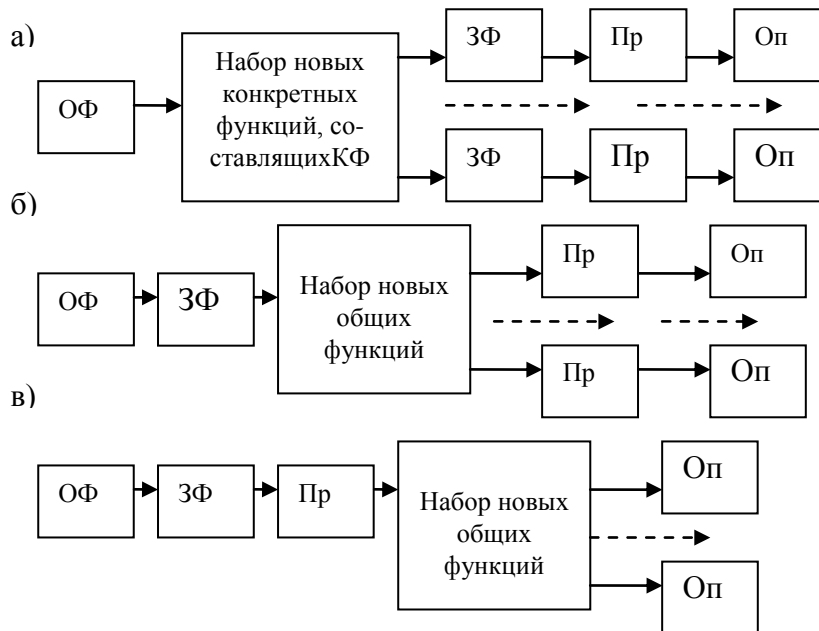 а)
ЗФ Пр Оп
ОФ
Набор новых
конкретных
функций, со-
ставлящихКФ
ЗФ Пр Оп
б)
Пр Оп
ОФ ЗФ
Набор новых
общих
функций
Пр Оп
в)
Оп
ОФ ЗФ Пр
Набор новых
общих
функций
Оп